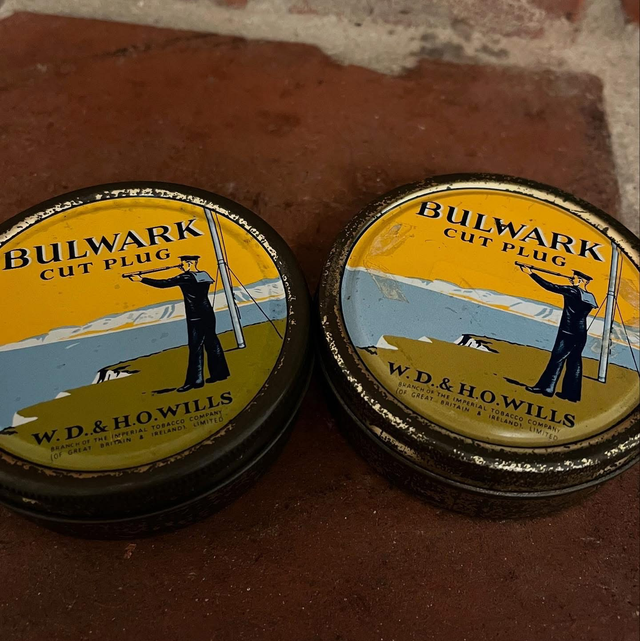 BULWARK
CUT PLUG
W.D.&H.O.WILLS
BRANCH OF THE IMPERIAL TOBACCO COMPANY
(OF GREAT BRITAIN & IRELAND) LIMITED
BULWARK
CUT PLUG
W.D.&H.O.WILLS
BRANCH OF THE IMPERIAL TOBACCO COMPANY
(OF GREAT BRITAIN & IRELAND) LIMITED